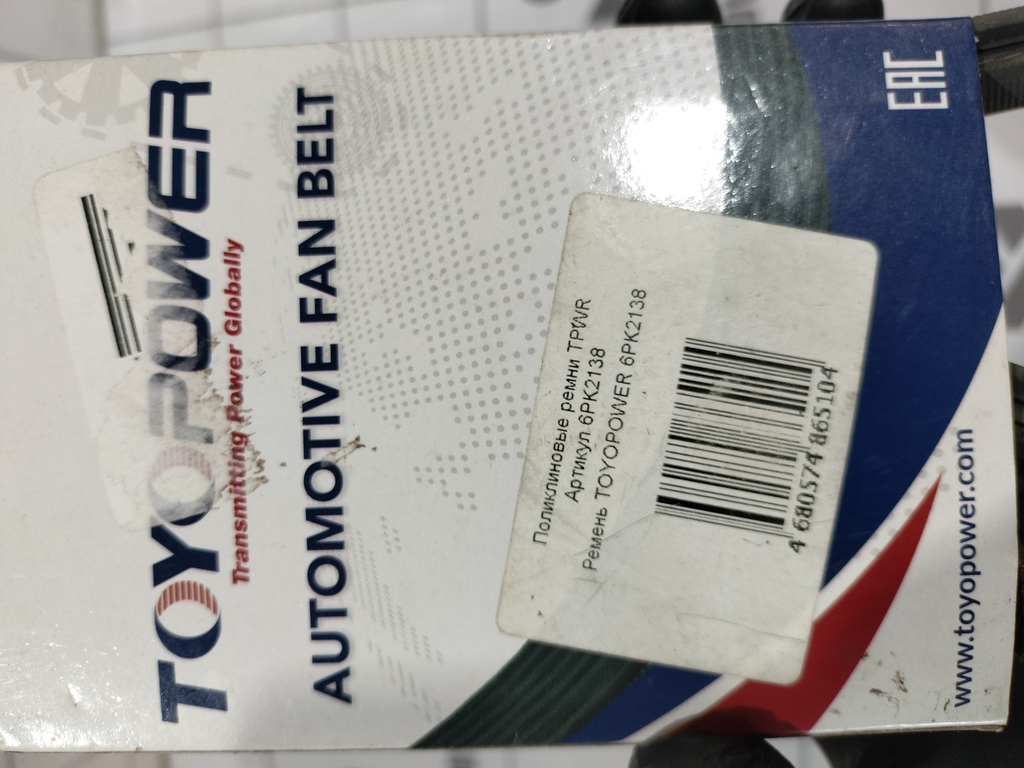 TOYOPOWER
Transmitting Power Globally
AUTOMOTIVE FAN BELT
Поликлиновые ремни TPWR
Артикул 6PK2138
Ремень TOYOPOWER 6PK2138
4 680574 865104
EAC
www.toyopower.com